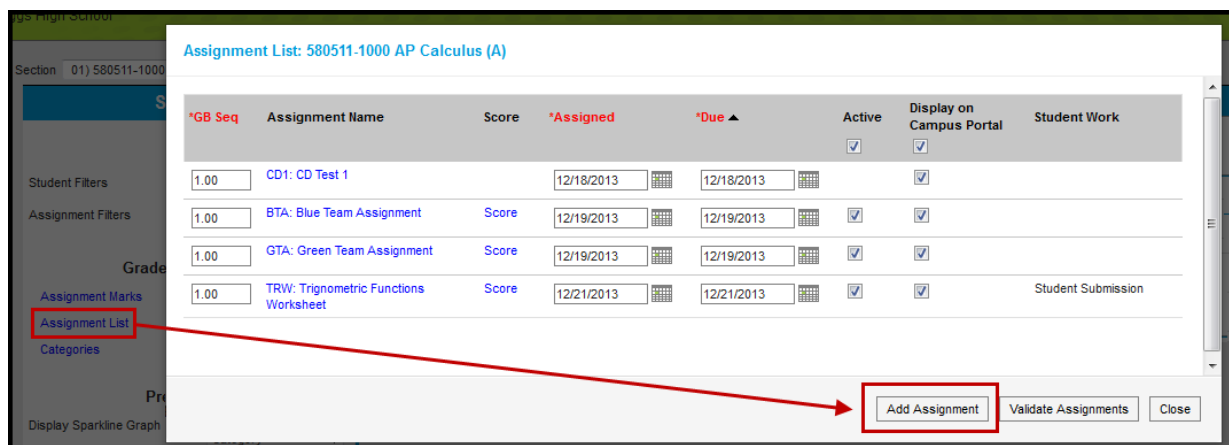 ggs High School
Section 01) 580511-1000
S
Student Filters
Assignment Filters
Grade
Assignment Marks
Assignment List
Categories
Pre
Display Sparkline Graph
Assignment List: 580511-1000 AP Calculus (A)
*GB Seq Assignment Name Score *Assigned *Due ▲ Active Display on Campus Portal Student Work
1.00 CD1: CD Test 1 12/18/2013 12/18/2013
1.00 BTA: Blue Team Assignment Score 12/19/2013 12/19/2013
1.00 GTA: Green Team Assignment Score 12/19/2013 12/19/2013
1.00 TRW: Trignometric Functions Score 12/21/2013 12/21/2013 Student Submission
Worksheet
Add Assignment Validate Assignments Close